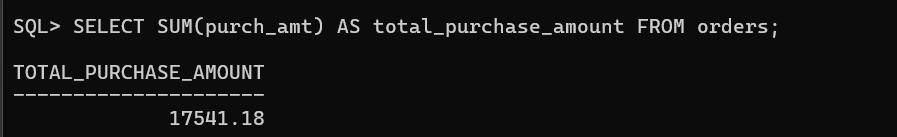 SQL> SELECT SUM(purch_amt) AS total_purchase_amount FROM orders;
TOTAL_PURCHASE_AMOUNT
---------------------
17541.18